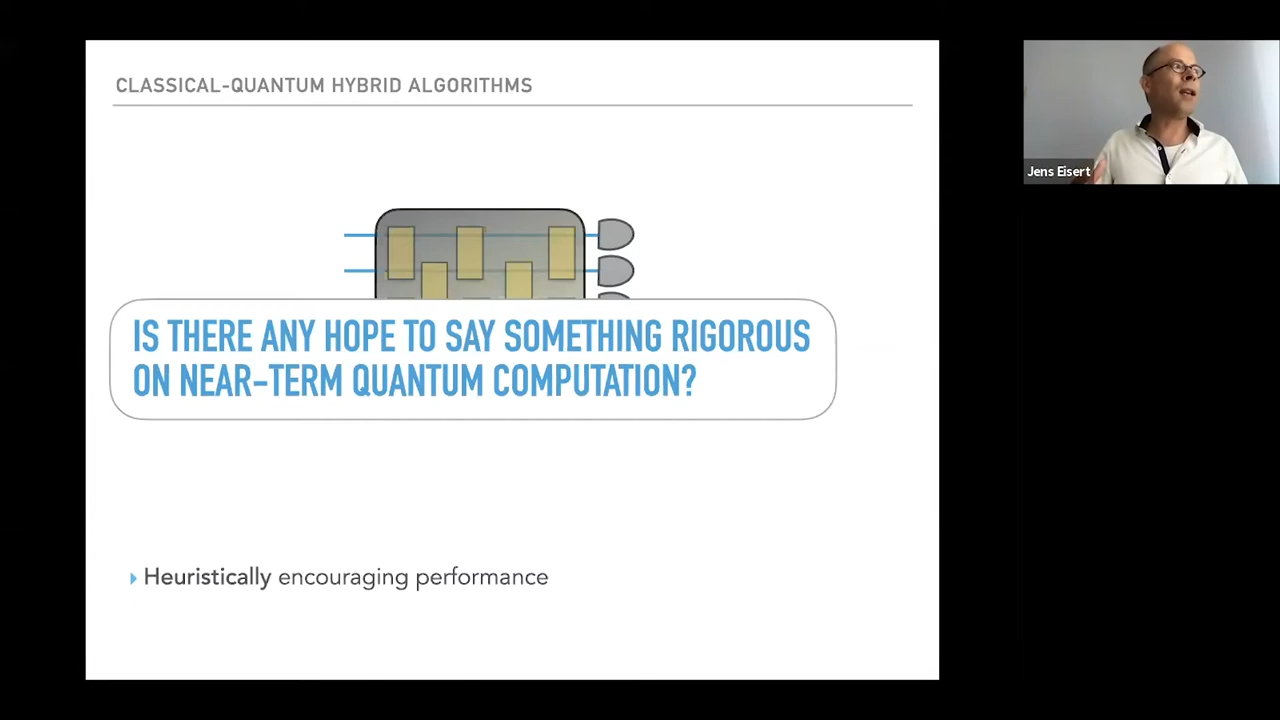 CLASSICAL-QUANTUM HYBRID ALGORITHMS
Jens Eisert
IS THERE ANY HOPE TO SAY SOMETHING RIGOROUS
ON NEAR-TERM QUANTUM COMPUTATION?
Heuristically encouraging performance